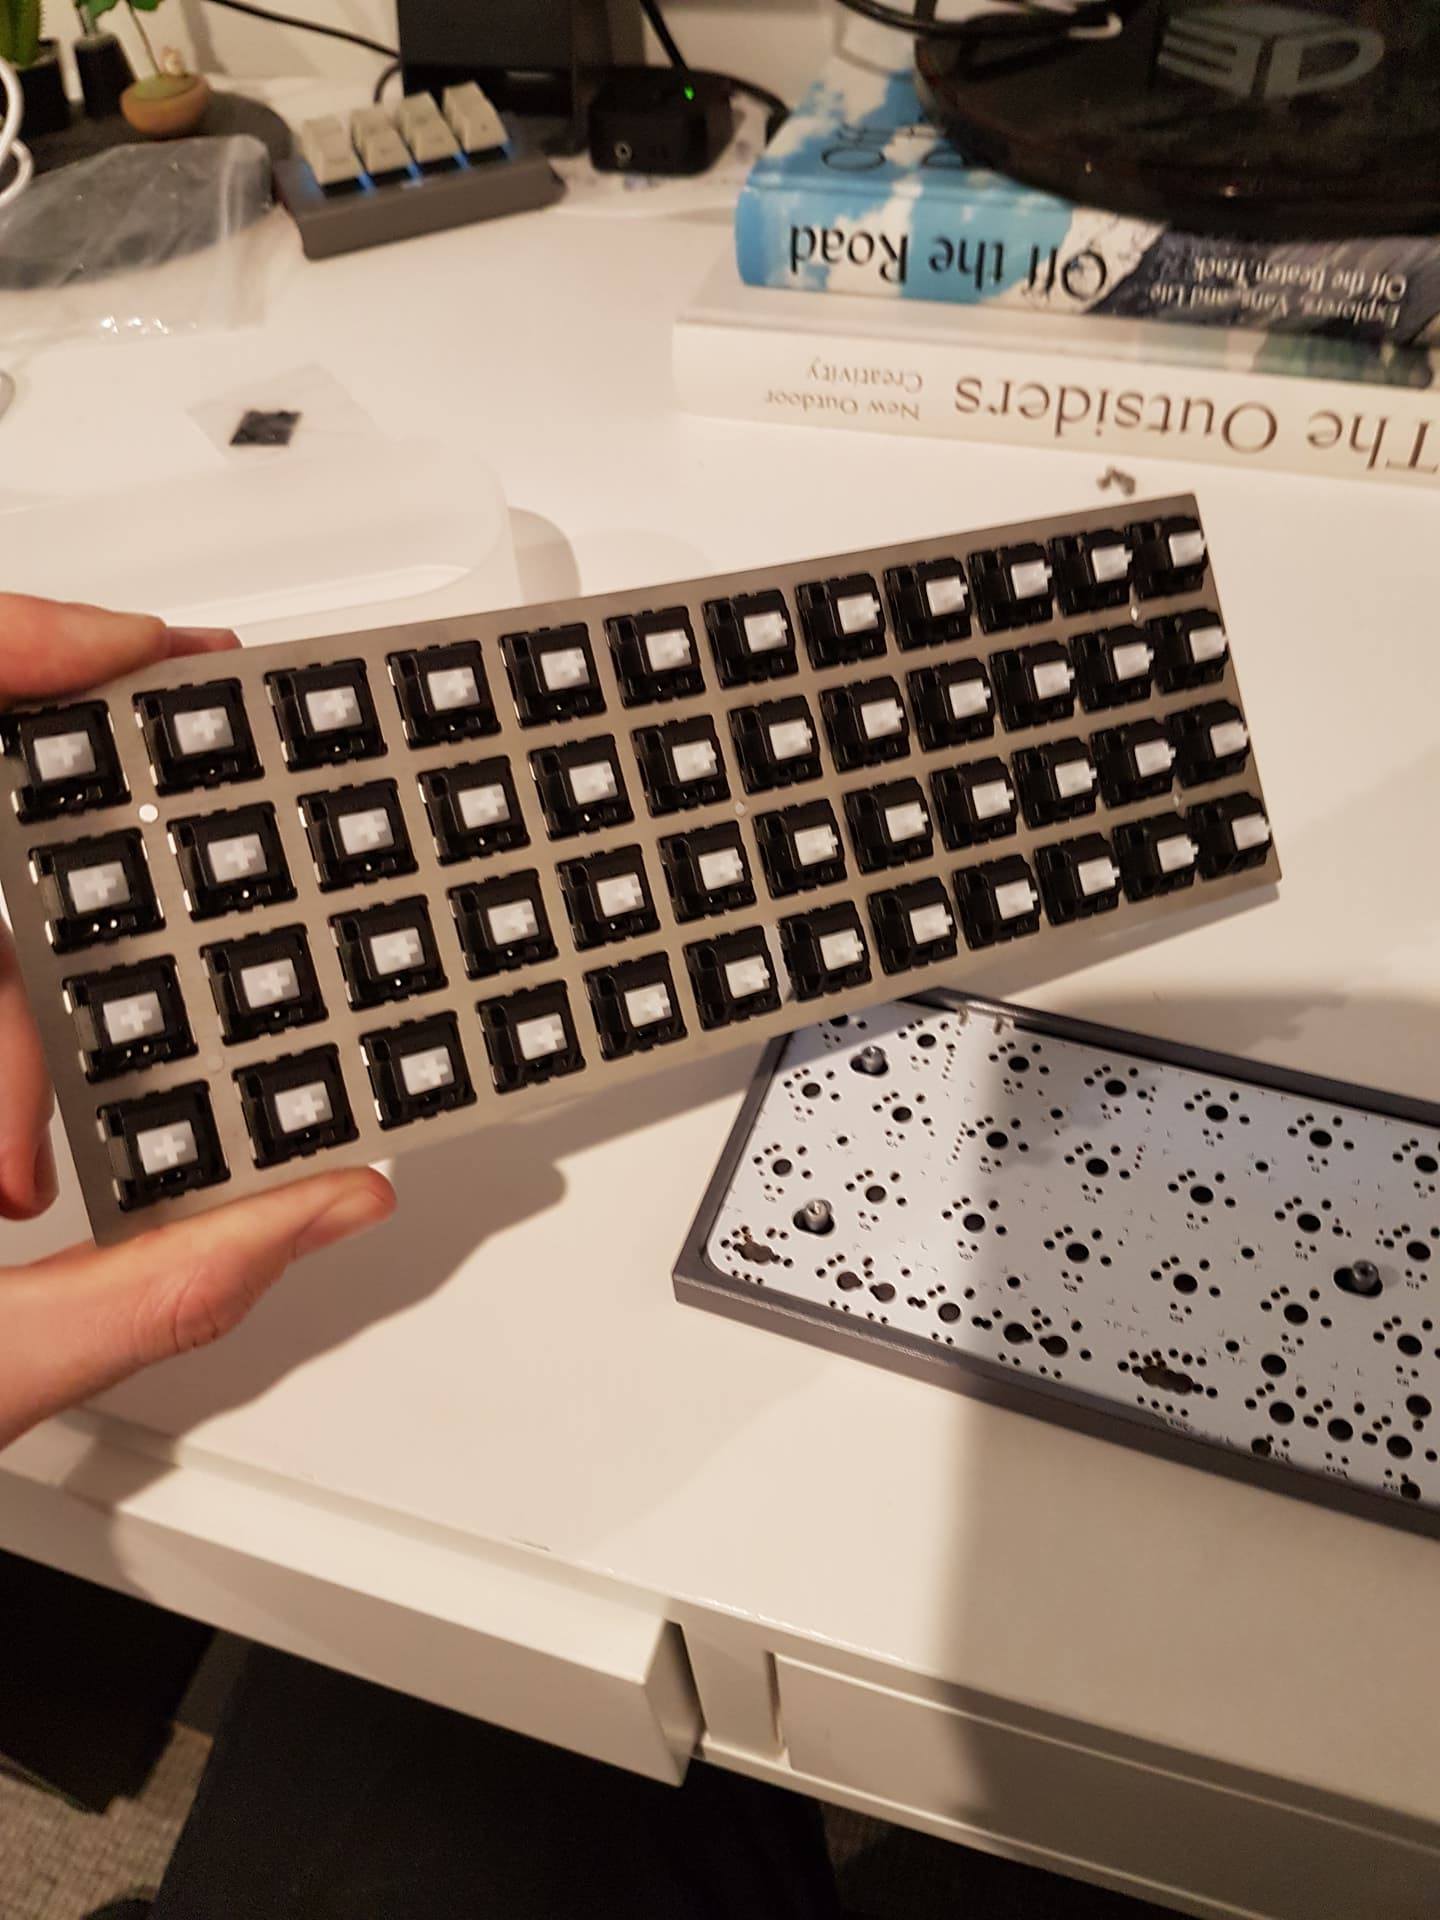 Off the Road
Explorers, Vans, and Life
Off the Beaten Track
The Outsiders
New Outdoor
Creativity